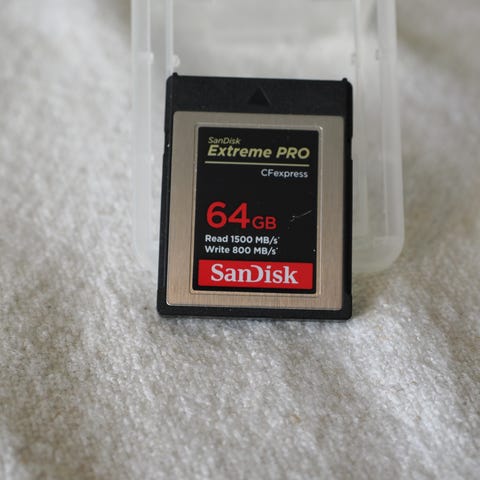 SanDisk
Extreme PRO
CFexpress
64GB
Read 1500 MB/s*
Write 800 MB/s*
SanDisk